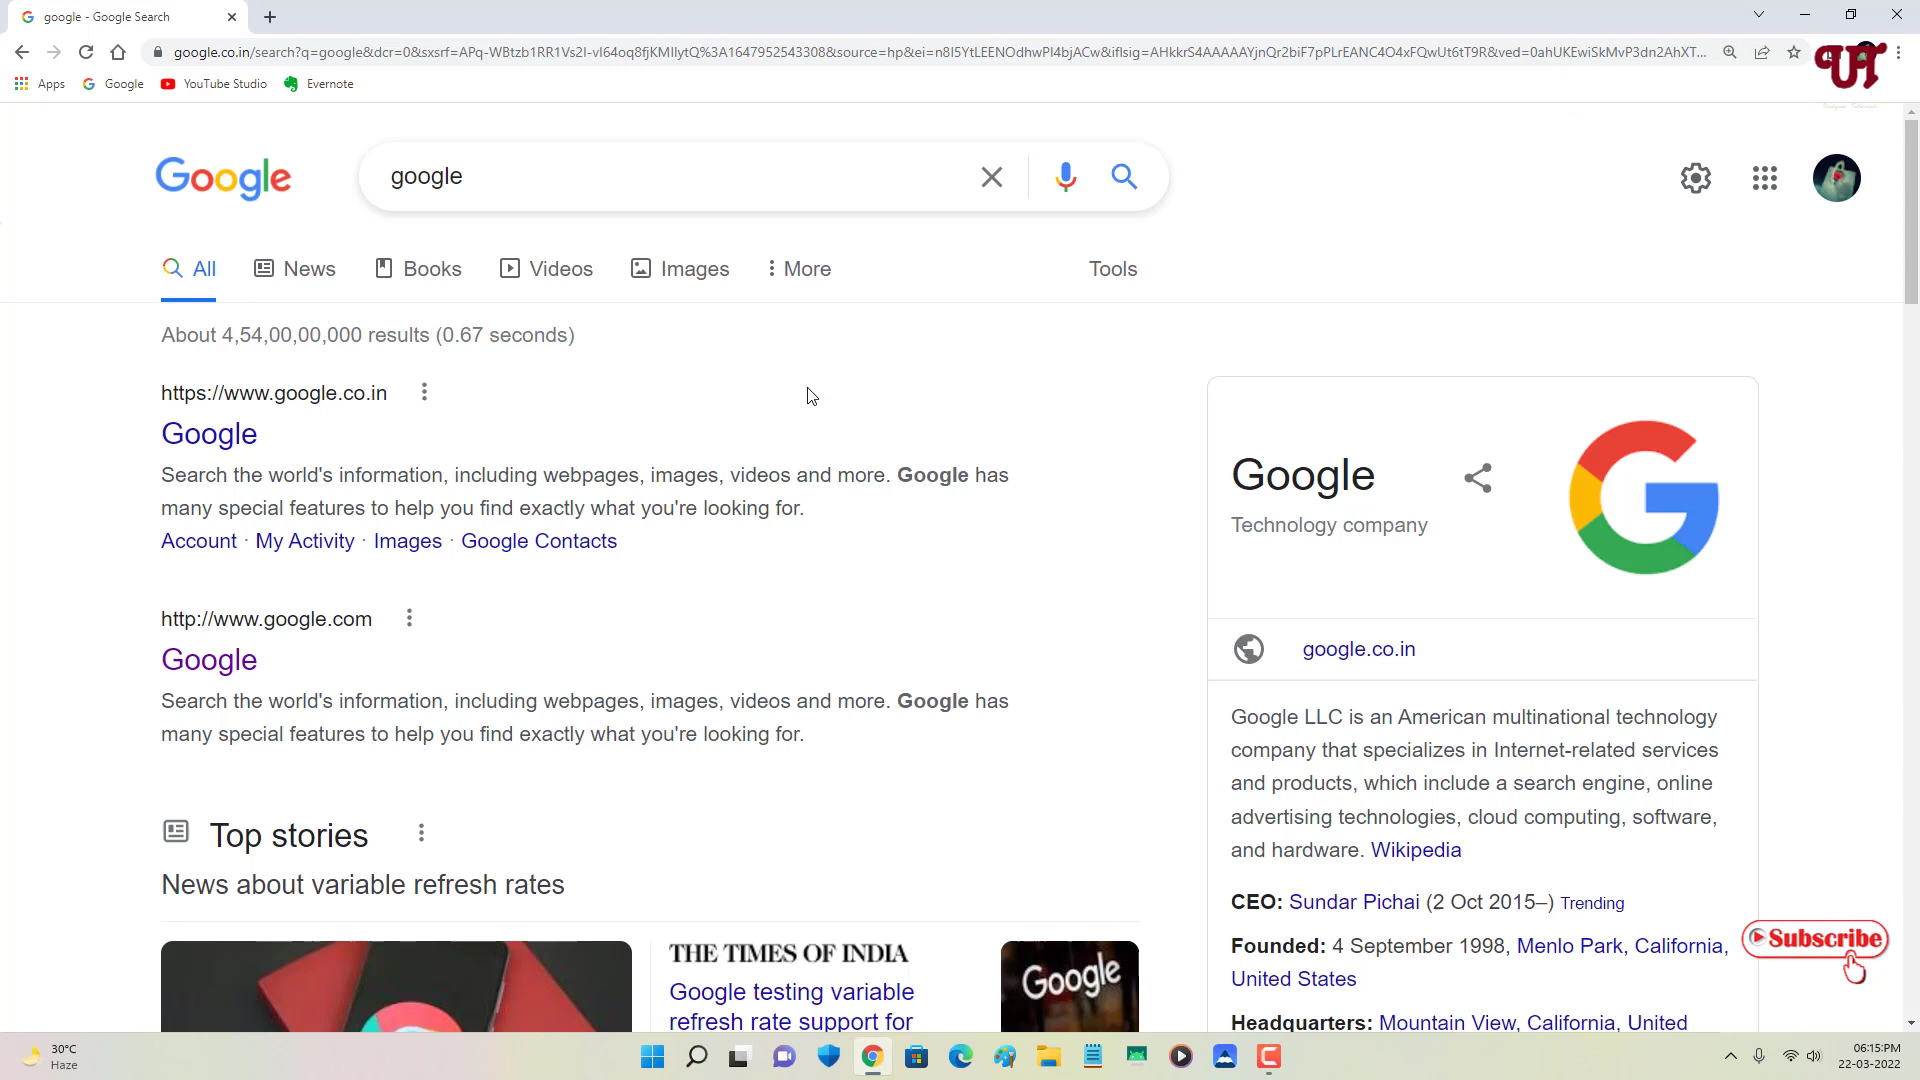 google - Google Search
google.co.in/search?q=google&dcr=0&sxsrf=APq-WBtzb1RR1Vs2I-vI64oq8fjKMIlytQ%3A1647952543308&source=hp&ei=n8I5YtLEENOdhwPI4bjACw&iflsig=AHkkrS4AAAAAYjnQr2biF7pPLrEANC4O4xFQwUt6tT9R&ved=0ahUKEwiSkMvP3dn2AhXT...
UT
Apps Google YouTube Studio Evernote
Google google
All News Books Videos Images More Tools
About 4,54,00,00,000 results (0.67 seconds)
https://www.google.co.in
Google
Search the world's information, including webpages, images, videos and more. Google has
many special features to help you find exactly what you're looking for.
Account · My Activity · Images · Google Contacts
http://www.google.com
Google
Search the world's information, including webpages, images, videos and more. Google has
many special features to help you find exactly what you're looking for.
Top stories
News about variable refresh rates
THE TIMES OF INDIA
Google testing variable
refresh rate support for
Google
Google
Technology company
google.co.in
Google LLC is an American multinational technology
company that specializes in Internet-related services
and products, which include a search engine, online
advertising technologies, cloud computing, software,
and hardware. Wikipedia
CEO: Sundar Pichai (2 Oct 2015–) Trending
Founded: 4 September 1998, Menlo Park, California,
United States
Headquarters: Mountain View, California, United
Subscribe
30°C
Haze
06:15:PM
22-03-2022